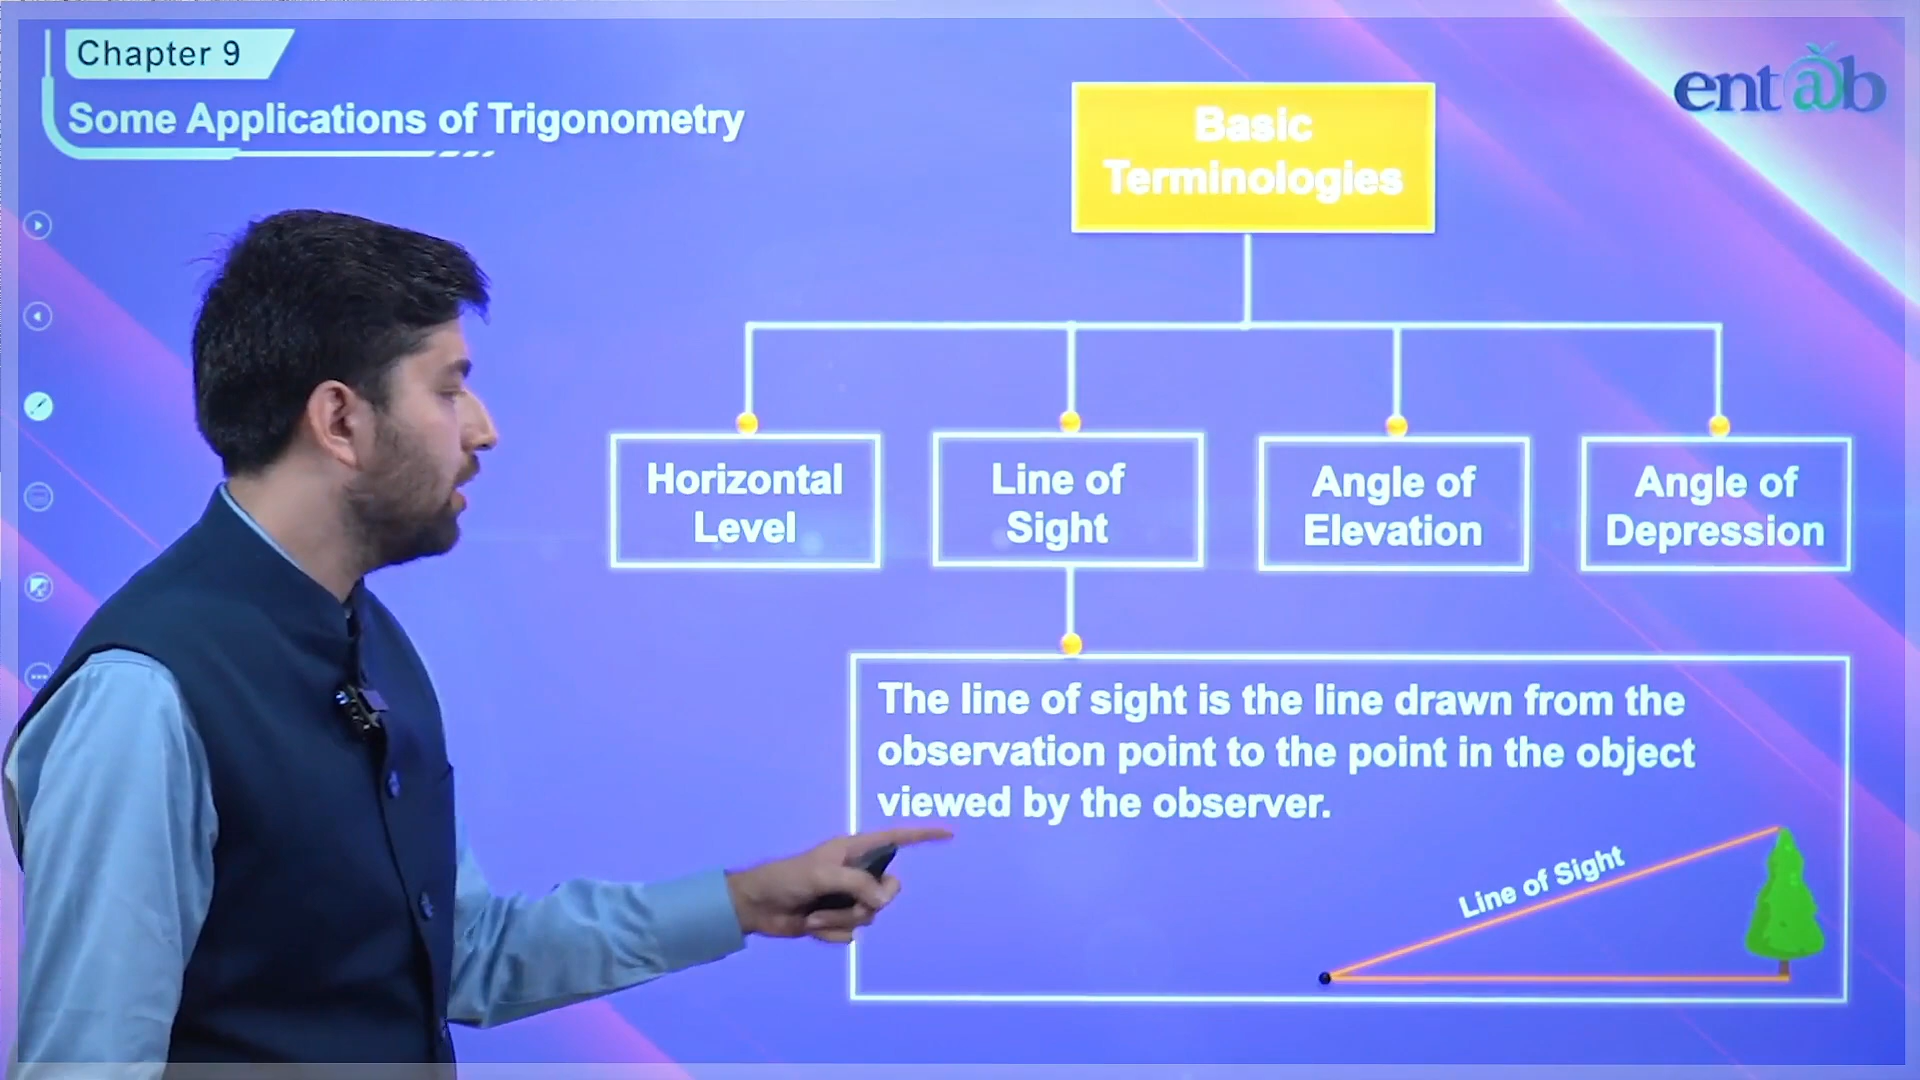 Chapter 9
Some Applications of Trigonometry
entab
Basic
Terminologies
Horizontal
Level
Line of
Sight
Angle of
Elevation
Angle of
Depression
The line of sight is the line drawn from the
observation point to the point in the object
viewed by the observer.
Line of Sight